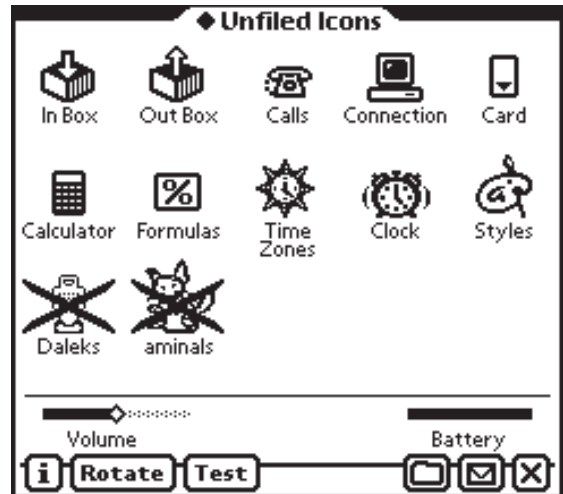 Unfiled Icons
In Box Out Box Calls Connection Card
%
a
Calculator Formulas Time Zones Clock Styles
Daleks aminals
Volume Battery
i Rotate Test X